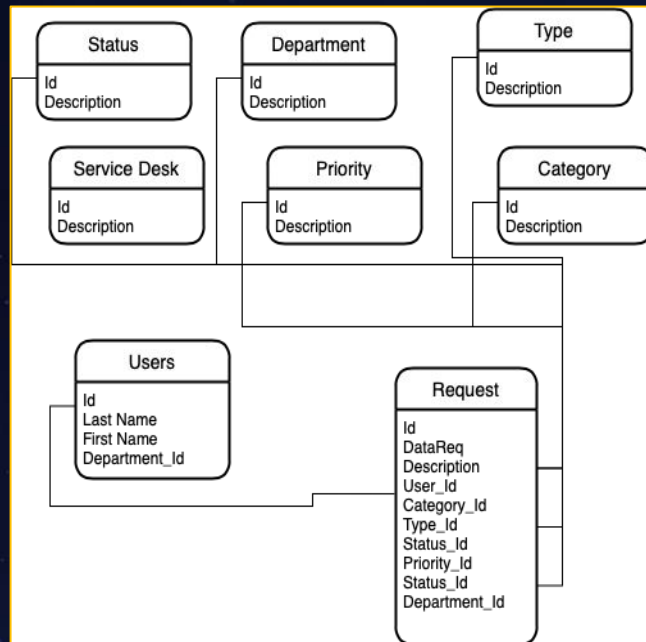 Status
Id
Description
Department
Id
Description
Type
Id
Description
Service Desk
Id
Description
Priority
Id
Description
Category
Id
Description
Users
Id
Last Name
First Name
Department_Id
Request
Id
DataReq
Description
User_Id
Category_Id
Type_Id
Status_Id
Priority_Id
Status_Id
Department_Id